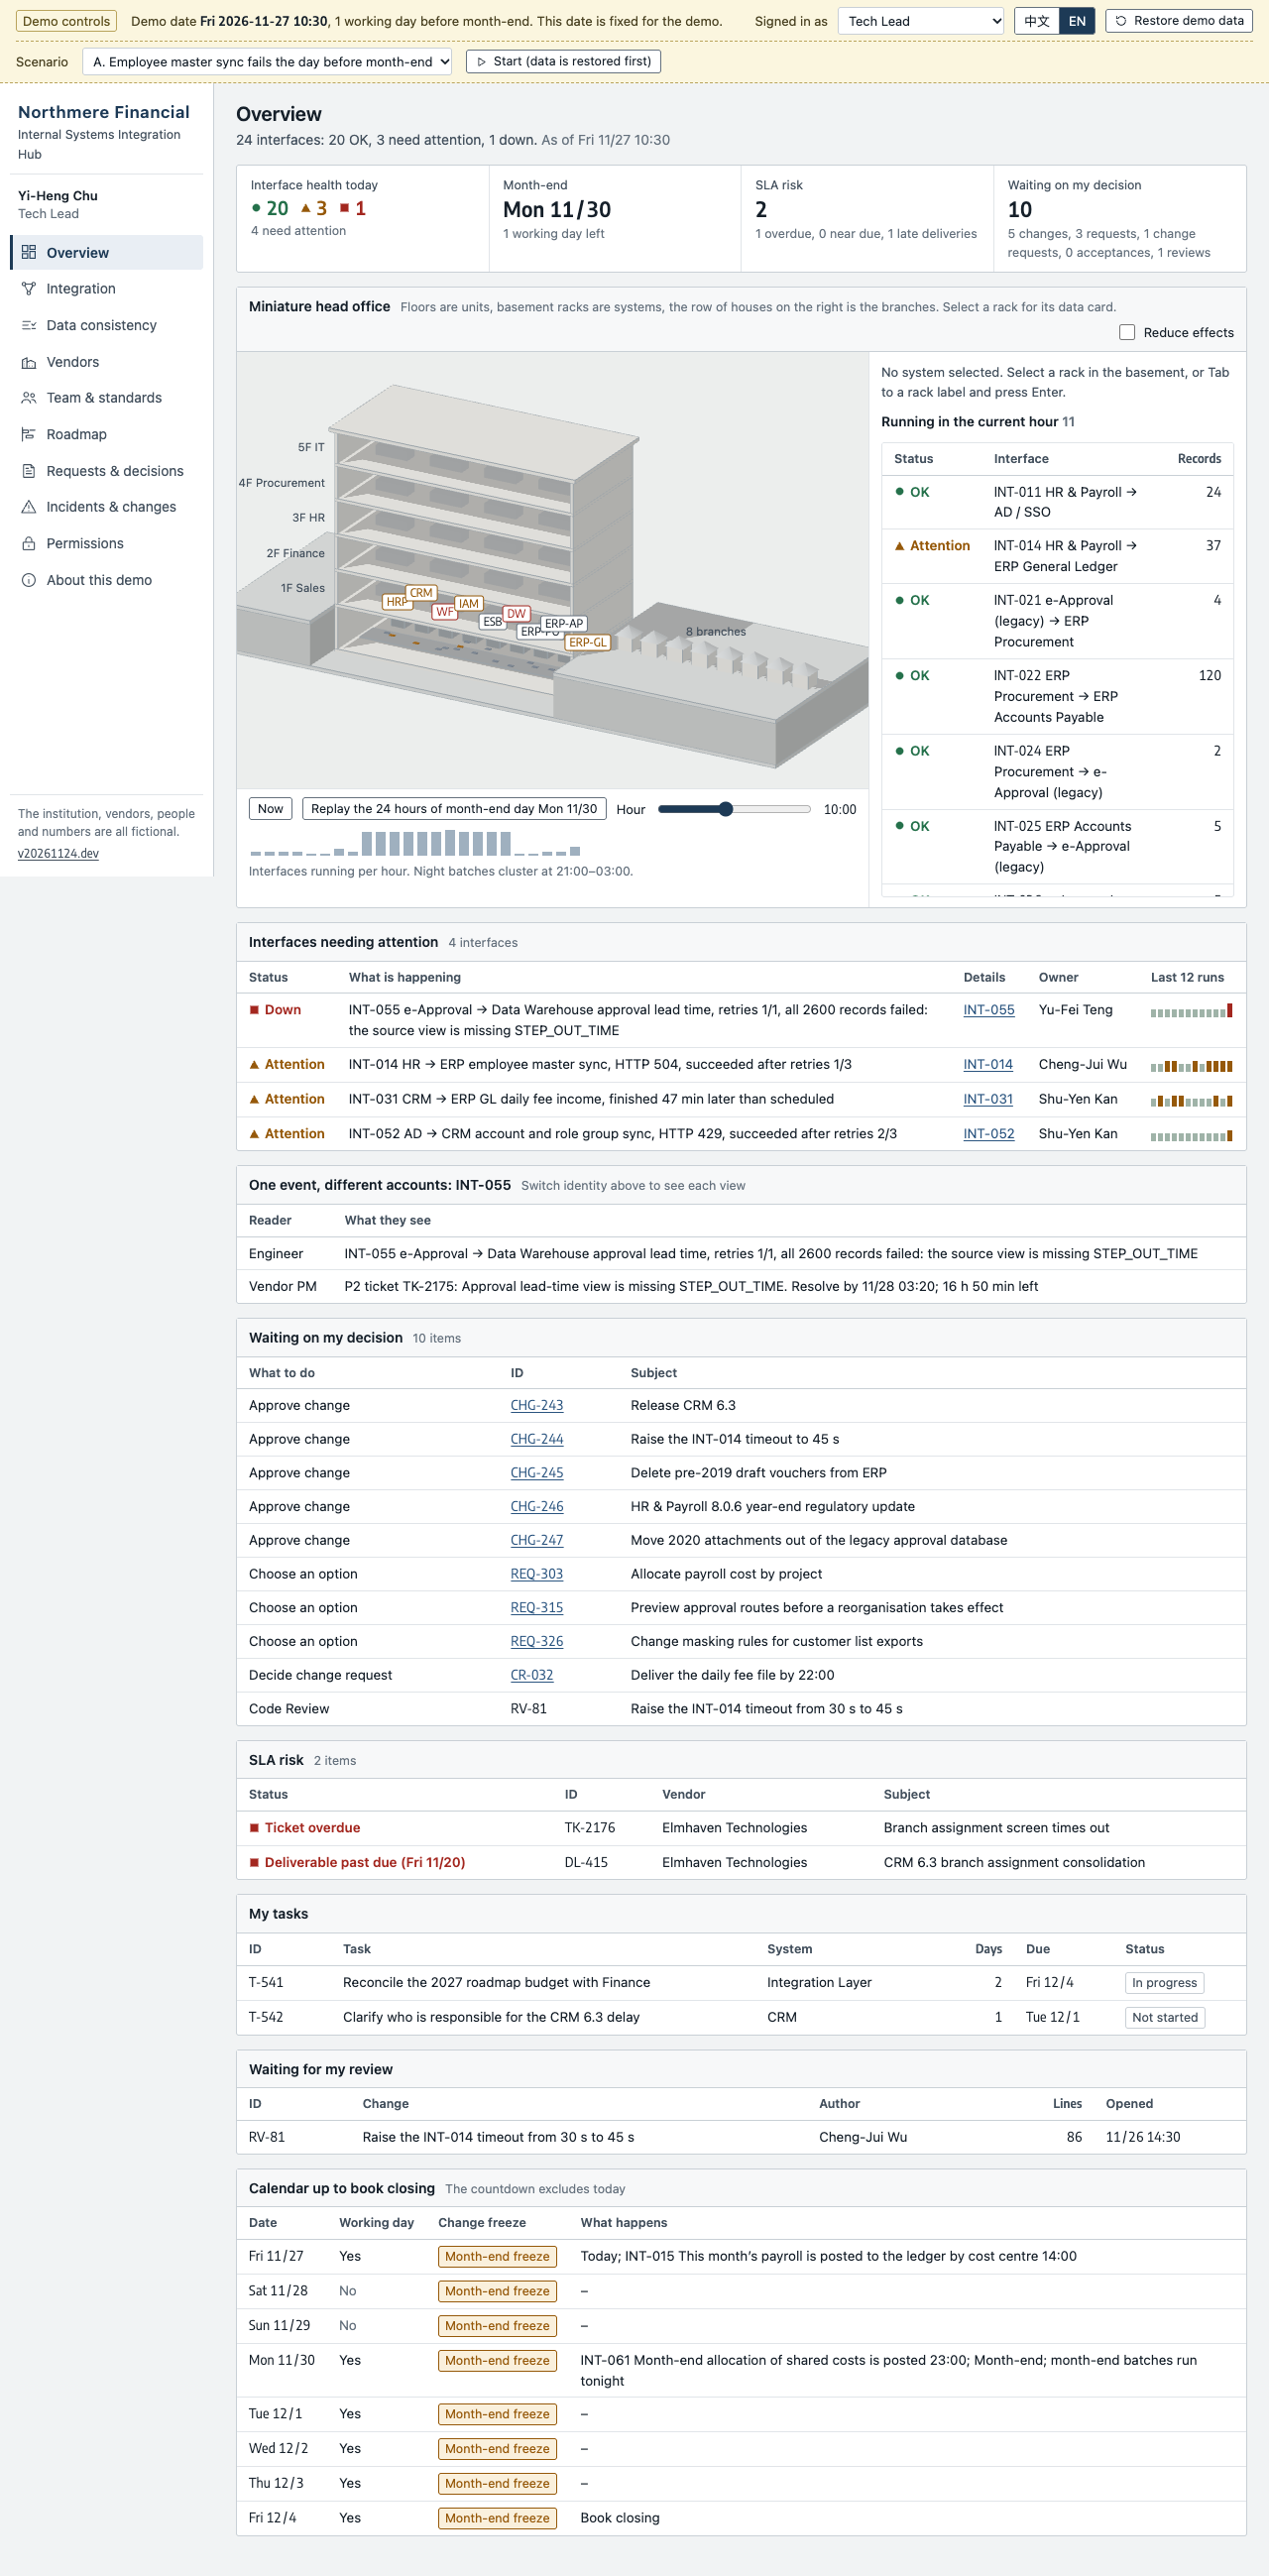 Demo controls Demo date Fri 2026-11-27 10:30, 1 working day before month-end. This date is fixed for the demo. Signed in as Tech Lead 中文 EN Restore demo data
Scenario A. Employee master sync fails the day before month-end Start (data is restored first)
Northmere Financial
Internal Systems Integration
Hub
Yi-Heng Chu
Tech Lead
Overview
Integration
Data consistency
Vendors
Team & standards
Roadmap
Requests & decisions
Incidents & changes
Permissions
About this demo
The institution, vendors, people
and numbers are all fictional.
v20261124.dev
Overview
24 interfaces: 20 OK, 3 need attention, 1 down. As of Fri 11/27 10:30
Interface health today
20 3 1
4 need attention
Month-end
Mon 11/30
1 working day left
SLA risk
2
1 overdue, 0 near due, 1 late deliveries
Waiting on my decision
10
5 changes, 3 requests, 1 change
requests, 0 acceptances, 1 reviews
Miniature head office Floors are units, basement racks are systems, the row of houses on the right is the branches. Select a rack for its data card.
Reduce effects
5F IT
4F Procurement
3F HR
2F Finance
1F Sales
HRP
CRM
WF
IAM
ESB
DW
ERP-AP
ERP-GL
8 branches
Now Replay the 24 hours of month-end day Mon 11/30 Hour 10:00
Interfaces running per hour. Night batches cluster at 21:00–03:00.
No system selected. Select a rack in the basement, or Tab
to a rack label and press Enter.
Running in the current hour 11
Status Interface Records
OK INT-011 HR & Payroll → 24
AD / SSO
Attention INT-014 HR & Payroll → 37
ERP General Ledger
OK INT-021 e-Approval 4
(legacy) → ERP
Procurement
OK INT-022 ERP 120
Procurement → ERP
Accounts Payable
OK INT-024 ERP 2
Procurement → e-
Approval (legacy)
OK INT-025 ERP Accounts 5
Payable → e-Approval
(legacy)
Interfaces needing attention 4 interfaces
Status What is happening Details Owner Last 12 runs
Down INT-055 e-Approval → Data Warehouse approval lead time, retries 1/1, all 2600 records failed: INT-055 Yu-Fei Teng
the source view is missing STEP_OUT_TIME
Attention INT-014 HR → ERP employee master sync, HTTP 504, succeeded after retries 1/3 INT-014 Cheng-Jui Wu
Attention INT-031 CRM → ERP GL daily fee income, finished 47 min later than scheduled INT-031 Shu-Yen Kan
Attention INT-052 AD → CRM account and role group sync, HTTP 429, succeeded after retries 2/3 INT-052 Shu-Yen Kan
One event, different accounts: INT-055 Switch identity above to see each view
Reader What they see
Engineer INT-055 e-Approval → Data Warehouse approval lead time, retries 1/1, all 2600 records failed: the source view is missing STEP_OUT_TIME
Vendor PM P2 ticket TK-2175: Approval lead-time view is missing STEP_OUT_TIME. Resolve by 11/28 03:20; 16 h 50 min left
Waiting on my decision 10 items
What to do ID Subject
Approve change CHG-243 Release CRM 6.3
Approve change CHG-244 Raise the INT-014 timeout to 45 s
Approve change CHG-245 Delete pre-2019 draft vouchers from ERP
Approve change CHG-246 HR & Payroll 8.0.6 year-end regulatory update
Approve change CHG-247 Move 2020 attachments out of the legacy approval database
Choose an option REQ-303 Allocate payroll cost by project
Choose an option REQ-315 Preview approval routes before a reorganisation takes effect
Choose an option REQ-326 Change masking rules for customer list exports
Decide change request CR-032 Deliver the daily fee file by 22:00
Code Review RV-81 Raise the INT-014 timeout from 30 s to 45 s
SLA risk 2 items
Status ID Vendor Subject
Ticket overdue TK-2176 Elmhaven Technologies Branch assignment screen times out
Deliverable past due (Fri 11/20) DL-415 Elmhaven Technologies CRM 6.3 branch assignment consolidation
My tasks
ID Task System Days Due Status
T-541 Reconcile the 2027 roadmap budget with Finance Integration Layer 2 Fri 12/4 In progress
T-542 Clarify who is responsible for the CRM 6.3 delay CRM 1 Tue 12/1 Not started
Waiting for my review
ID Change Author Lines Opened
RV-81 Raise the INT-014 timeout from 30 s to 45 s Cheng-Jui Wu 86 11/26 14:30
Calendar up to book closing The countdown excludes today
Date Working day Change freeze What happens
Fri 11/27 Yes Month-end freeze Today; INT-015 This month's payroll is posted to the ledger by cost centre 14:00
Sat 11/28 No Month-end freeze –
Sun 11/29 No Month-end freeze –
Mon 11/30 Yes Month-end freeze INT-061 Month-end allocation of shared costs is posted 23:00; Month-end; month-end batches run
tonight
Tue 12/1 Yes Month-end freeze –
Wed 12/2 Yes Month-end freeze –
Thu 12/3 Yes Month-end freeze –
Fri 12/4 Yes Month-end freeze Book closing